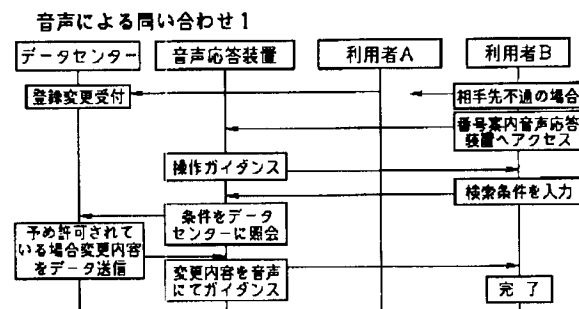 音声による問い合わせ1
データセンター
音声応答装置
利用者A
利用者B
登録変更受付
相手先不通の場合
番号案内音声応答
装置へアクセス
操作ガイダンス
検索条件を入力
条件をデータ
センターに照会
予め許可されて
いる場合変更内容
をデータ送信
変更内容を音声
にてガイダンス
完了